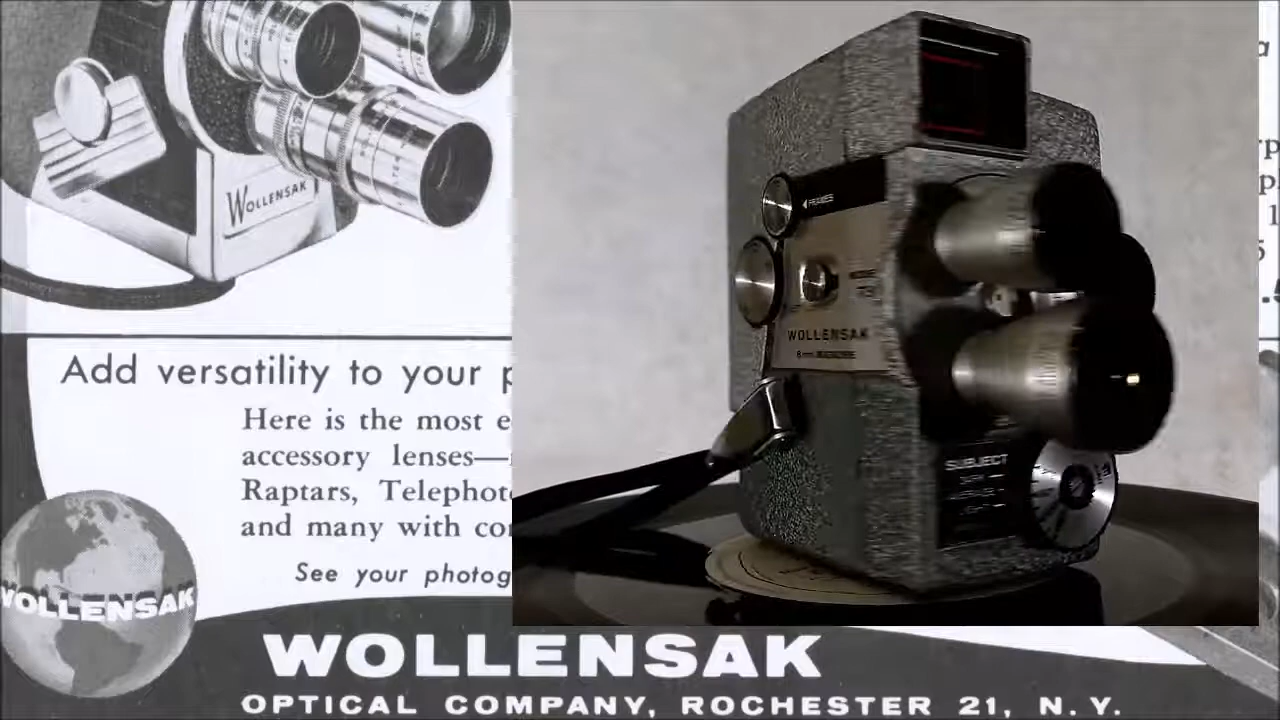 WOLLENSAK
FRAMES
WOLLENSAK
8mm MAGAZINE
SUBJECT
Add versatility to your p
Here is the most e
accessory lenses—
Raptars, Telephot
and many with co
See your photog
WOLLENSAK
WOLLENSAK
OPTICAL COMPANY, ROCHESTER 21, N. Y.